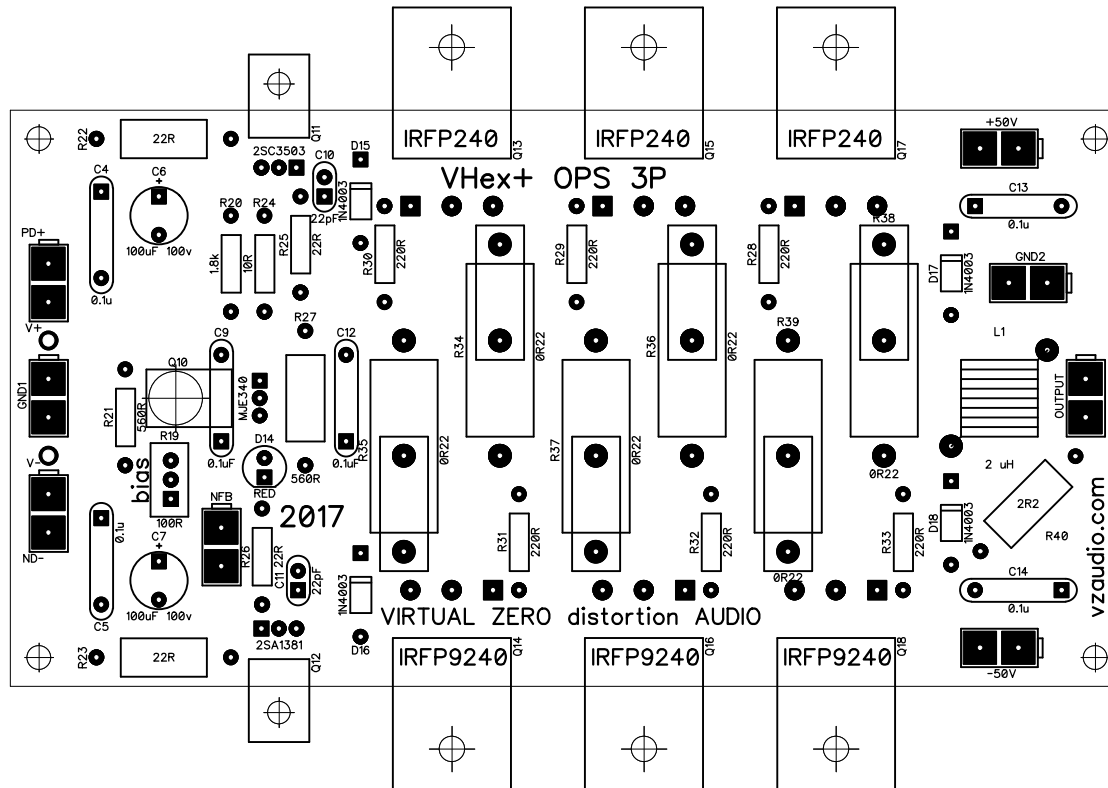 IRFP240
Q13
IRFP240
Q15
IRFP240
Q17
Q11
R22
22R
2SC3503
C10
D15
+50V
VHex+ OPS 3P
C4
C6
+
100uF 100v
0.1u
R20
R24
1.8k
10R
R25
22R
22pF
1N4003
R30
220R
R29
220R
R28
220R
R38
C13
0.1u
D17
1N4003
GND2
PD+
V+
GND1
V-
ND-
R21
560R
Q10
C9
0.1uF
MJE340
R27
560R
C12
0.1uF
R34
0R22
R36
0R22
R39
0R22
L1
2 uH
OUTPUT
R35
0R22
R37
0R22
0R22
R19
bias
100R
D14
RED
NFB
2017
R26
22R
C11
22pF
C7
+
100uF 100v
0.1u
C5
R31
220R
R32
220R
R33
220R
D18
1N4003
2R2
R40
C14
0.1u
vzaudio.com
1N4003
D16
VIRTUAL ZERO distortion AUDIO
R23
22R
2SA1381
Q12
IRFP9240
Q14
IRFP9240
Q16
IRFP9240
Q18
-50V